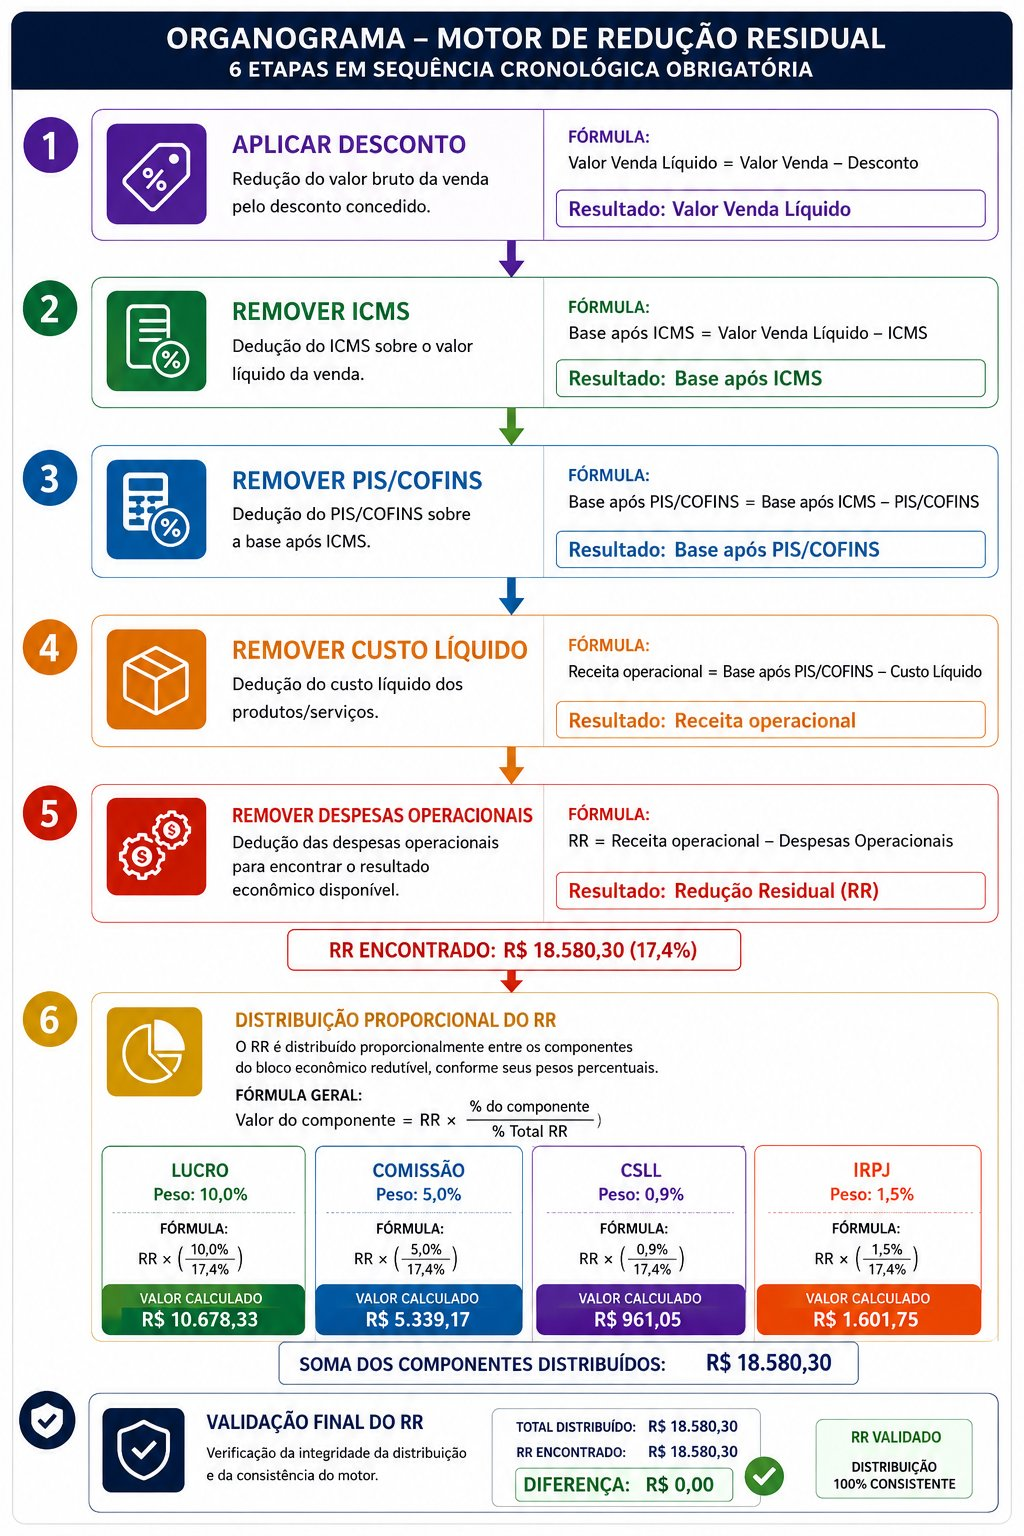 ORGANOGRAMA – MOTOR DE REDUÇÃO RESIDUAL
6 ETAPAS EM SEQUÊNCIA CRONOLÓGICA OBRIGATÓRIA
1
APLICAR DESCONTO
Redução do valor bruto da venda
pelo desconto concedido.
FÓRMULA:
Valor Venda Líquido = Valor Venda – Desconto
Resultado: Valor Venda Líquido
2
REMOVER ICMS
Dedução do ICMS sobre o valor
líquido da venda.
FÓRMULA:
Base após ICMS = Valor Venda Líquido – ICMS
Resultado: Base após ICMS
3
REMOVER PIS/COFINS
Dedução do PIS/COFINS sobre
a base após ICMS.
FÓRMULA:
Base após PIS/COFINS = Base após ICMS – PIS/COFINS
Resultado: Base após PIS/COFINS
4
REMOVER CUSTO LÍQUIDO
Dedução do custo líquido dos
produtos/serviços.
FÓRMULA:
Receita operacional = Base após PIS/COFINS – Custo Líquido
Resultado: Receita operacional
5
REMOVER DESPESAS OPERACIONAIS
Dedução das despesas operacionais
para encontrar o resultado
econômico disponível.
FÓRMULA:
RR = Receita operacional – Despesas Operacionais
Resultado: Redução Residual (RR)
RR ENCONTRADO: R$ 18.580,30 (17,4%)
6
DISTRIBUIÇÃO PROPORCIONAL DO RR
O RR é distribuído proporcionalmente entre os componentes
do bloco econômico redutível, conforme seus pesos percentuais.
FÓRMULA GERAL:
Valor do componente = RR × % do componente / % Total RR )
LUCRO
Peso: 10,0%
FÓRMULA:
RR × ( 10,0% / 17,4% )
VALOR CALCULADO
R$ 10.678,33
COMISSÃO
Peso: 5,0%
FÓRMULA:
RR × ( 5,0% / 17,4% )
VALOR CALCULADO
R$ 5.339,17
CSLL
Peso: 0,9%
FÓRMULA:
RR × ( 0,9% / 17,4% )
VALOR CALCULADO
R$ 961,05
IRPJ
Peso: 1,5%
FÓRMULA:
RR × ( 1,5% / 17,4% )
VALOR CALCULADO
R$ 1.601,75
SOMA DOS COMPONENTES DISTRIBUÍDOS: R$ 18.580,30
VALIDAÇÃO FINAL DO RR
Verificação da integridade da distribuição
e da consistência do motor.
TOTAL DISTRIBUÍDO: R$ 18.580,30
RR ENCONTRADO: R$ 18.580,30
DIFERENÇA: R$ 0,00
RR VALIDADO
DISTRIBUIÇÃO
100% CONSISTENTE